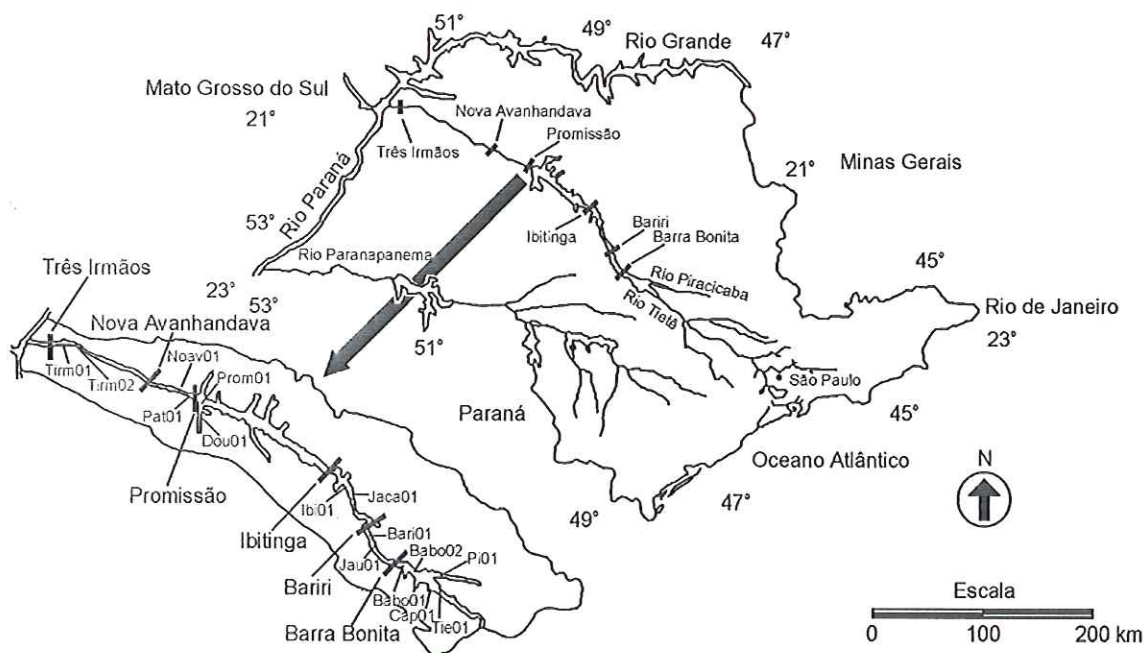 51°
49°
Rio Grande
47°
Mato Grosso do Sul
21°
Nova Avanhandava
Promissão
Três Irmãos
21°
Minas Gerais
Rio Paraná
53°
Ibitinga
Bariri
Barra Bonita
Rio Paranapanema
Rio Piracicaba
Rio Tietê
45°
Três Irmãos
23°
53°
51°
Rio de Janeiro
23°
Nova Avanhandava
Noav01
Tirm01
Tirm02
Prom01
São Paulo
Pat01
Dou01
Paraná
45°
Promissão
Oceano Atlântico
N
Ibi01
Jaca01
49°
47°
Ibitinga
Bari01
Jau01
Babo02
Pi01
Bariri
Babo01
Cap01
Tie01
Barra Bonita
Escala
0 100 200 km